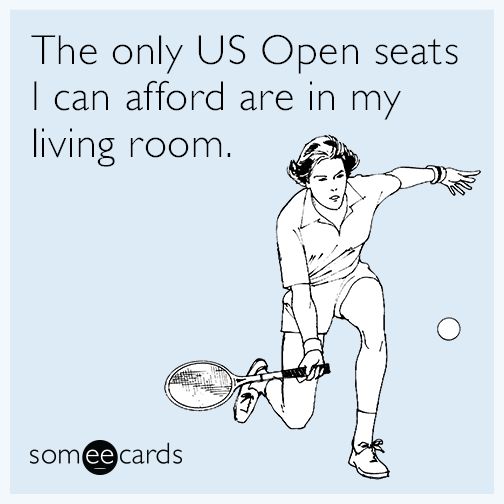 The only US Open seats
I can afford are in my
living room.
someecards